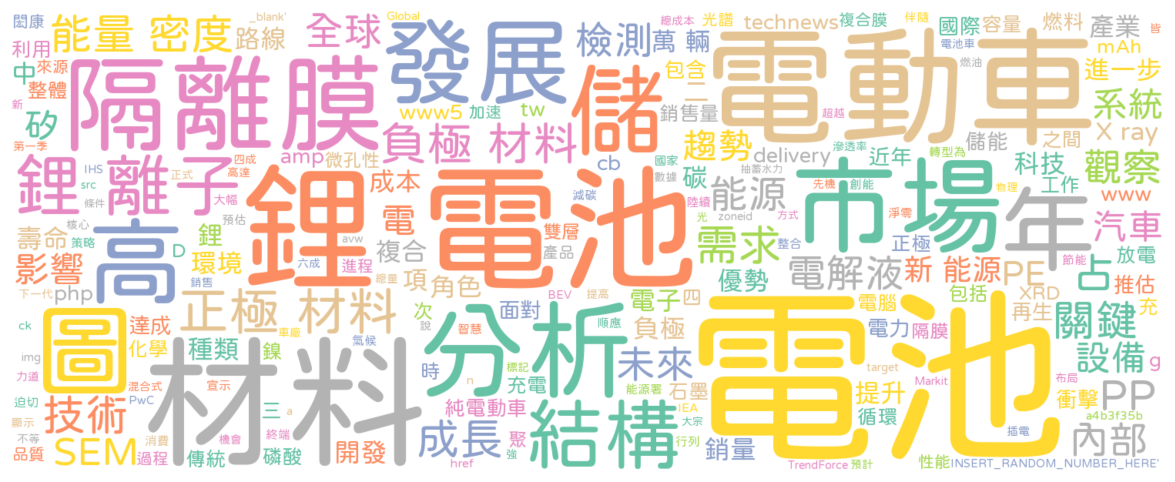 閎康
能量 密度
_blank'
路線
全球
Global
發展
檢測
總成本
光譜
technews
複合膜
伴隨
國際
容量
燃料
產業
利用
中
來源
整體
隔離膜
儲
萬 輛
包含
二
電動車
電池車
燃油
皆
mAh
進一步
新
矽
第一季
www5
加速
tw
銷售量
趨勢
超越
儲能
之間
系統
X ray
鋰 離子
IHS
src
條件
四成
高達
正式
大幅
amp
微孔性
負極 材料
cb
國家
數據
碳
delivery
近年
滲透率
抽蓄水力
轉型為
科技
工作
觀察
www
壽命
核心
策略
影響
D
高
鋰
環境
預估
avw
鋰 電池
成本
電
減碳
能源
陸續
光
zoneid
先機
創能
方式
市場
物理
年
汽車
放電
下一代
php
銷售
六成
進程
總量
複合
項
角色
雙層
產品
需求
整合
淨零
正極
優勢
電解液
新 能源
節能
PE
占
推估
ck
圖
達成
化學
正極 材料
車廠
氣候
種類
鎳
次
說
BEV
提高
智慧
順應
面對
電子
四
負極
電腦
電力
隔膜
包括
XRD
再生
關鍵
充
img
力道
混合式
PwC
宣示
材料
分析
時
n
充電
標記
未來
能源署
石墨
電池
target
Markit
提升
循環
布局
衝擊
設備
g
迫切
顯示
不等
技術
三
a
純電動車
結構
IEA
大宗
PP
a4b3f35b
品質
SEM
消費
過程
機會
傳統
終端
磷酸
開發
成長
href
聚
強
行列
銷量
TrendForce
預計
插電
性能
內部
INSERT_RANDOM_NUMBER_HERE'